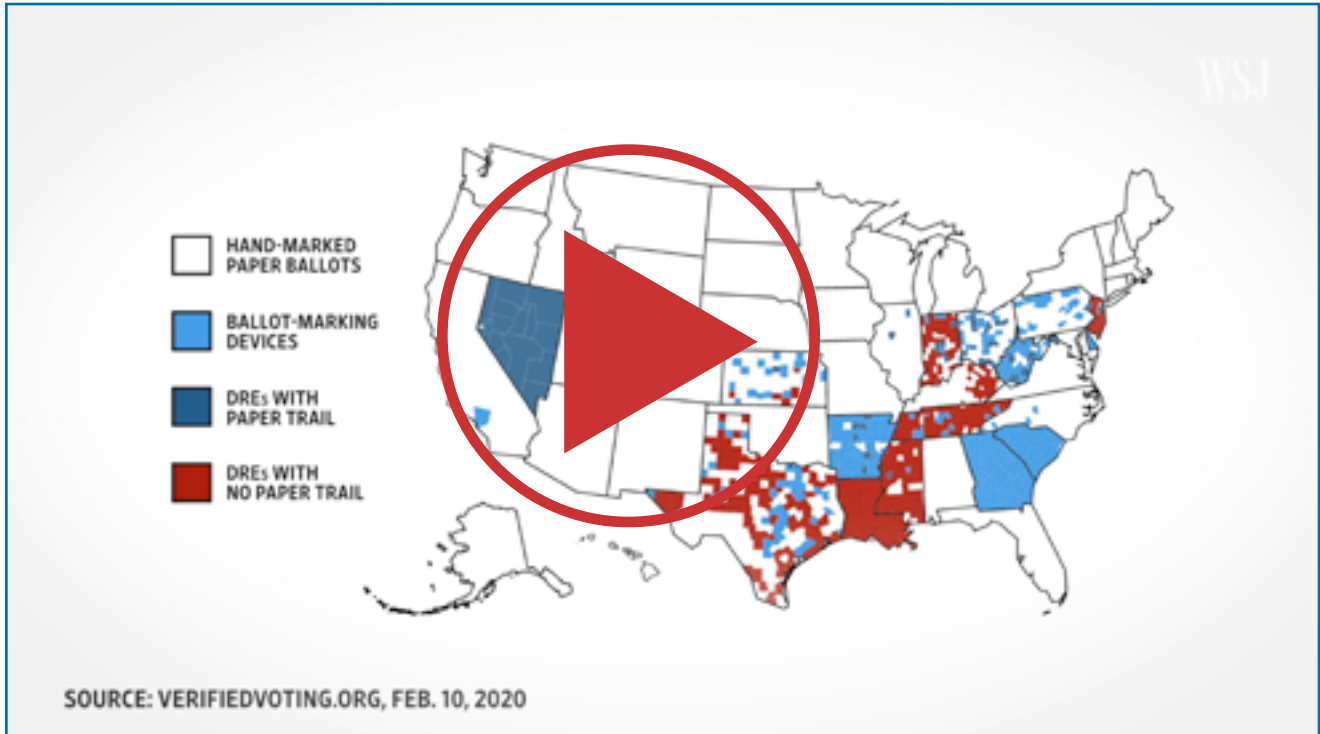 WSJ
HAND-MARKED
PAPER BALLOTS
BALLOT-MARKING
DEVICES
DREs WITH
PAPER TRAIL
DREs WITH
NO PAPER TRAIL
SOURCE: VERIFIEDVOTING.ORG, FEB. 10, 2020